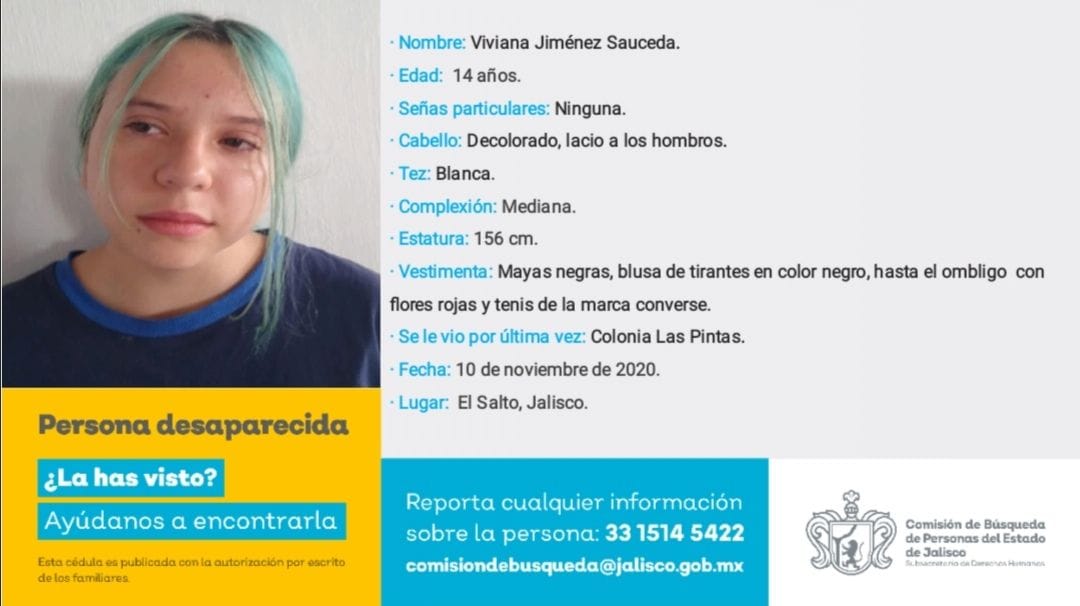 · Nombre: Viviana Jiménez Sauceda.
· Edad: 14 años.
· Señas particulares: Ninguna.
· Cabello: Decolorado, lacio a los hombros.
· Tez: Blanca.
· Complexión: Mediana.
· Estatura: 156 cm.
· Vestimenta: Mayas negras, blusa de tirantes en color negro, hasta el ombligo con
flores rojas y tenis de la marca converse.
· Se le vio por última vez: Colonia Las Pintas.
· Fecha: 10 de noviembre de 2020.
· Lugar: El Salto, Jalisco.
Persona desaparecida
¿La has visto?
Ayúdanos a encontrarla
Esta cédula es publicada con la autorización por escrito
de los familiares.
Reporta cualquier información
sobre la persona: 33 1514 5422
comisiondebusqueda@jalisco.gob.mx
Comisión de Búsqueda
de Personas del Estado
de Jalisco
Subsecretaría de Derechos Humanos